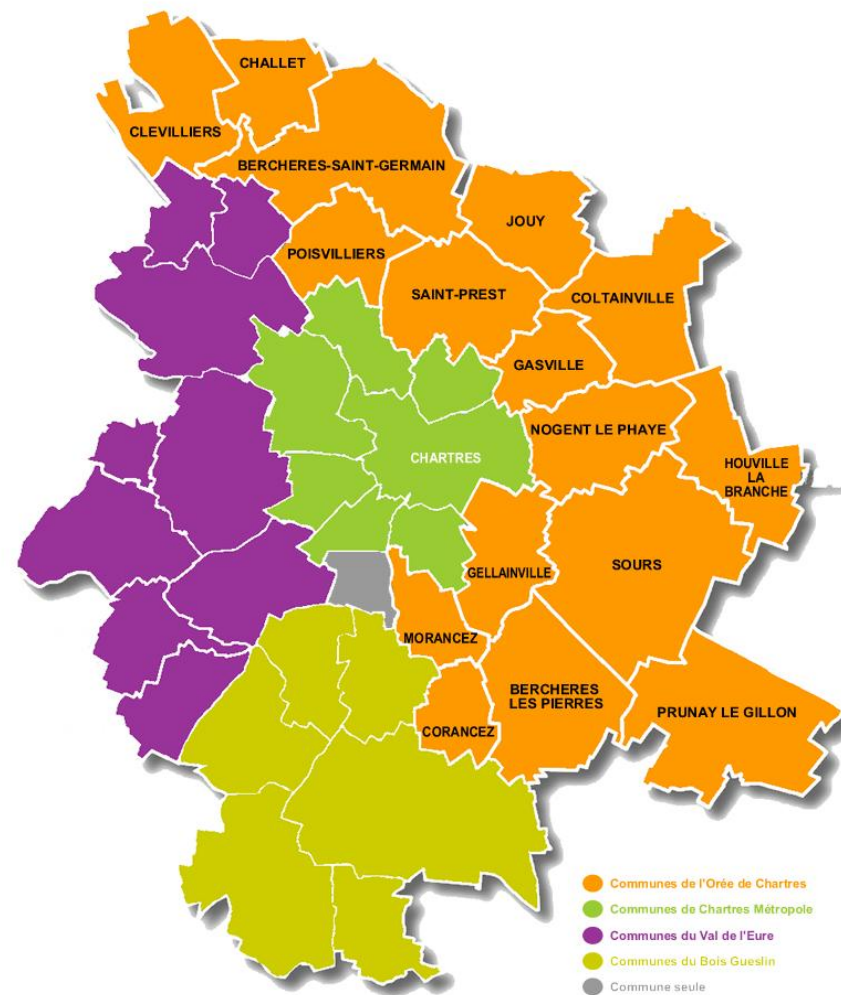 CHALLET
CLEVILLIERS
BERCHERES-SAINT-GERMAIN
JOUY
POISVILLIERS
SAINT-PREST
COLTAINVILLE
GASVILLE
NOGENT LE PHAYE
CHARTRES
HOUVILLE
LA
BRANCHE
SOURS
GELLAINVILLE
MORANCEZ
BERCHERES
LES PIERRES
PRUNAY LE GILLON
CORANCEZ
Communes de l'Orée de Chartres
Communes de Chartres Métropole
Communes du Val de l'Eure
Communes du Bois Gueslin
Commune seule